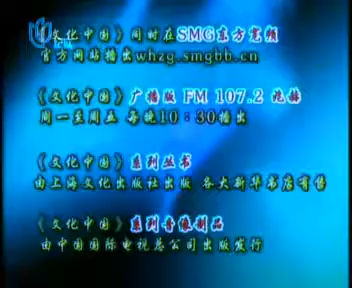 《文化中国》同时在SMG东方宽频
官方网站播出whzg.smgbb.cn
《文化中国》广播版 FM 107.2
周一至周五 每晚10：30播出
《文化中国》系列丛书
由上海文化出版社出版 各大新华书店有售
《文化中国》系列音像制品
由中国国际电视总公司出版发行